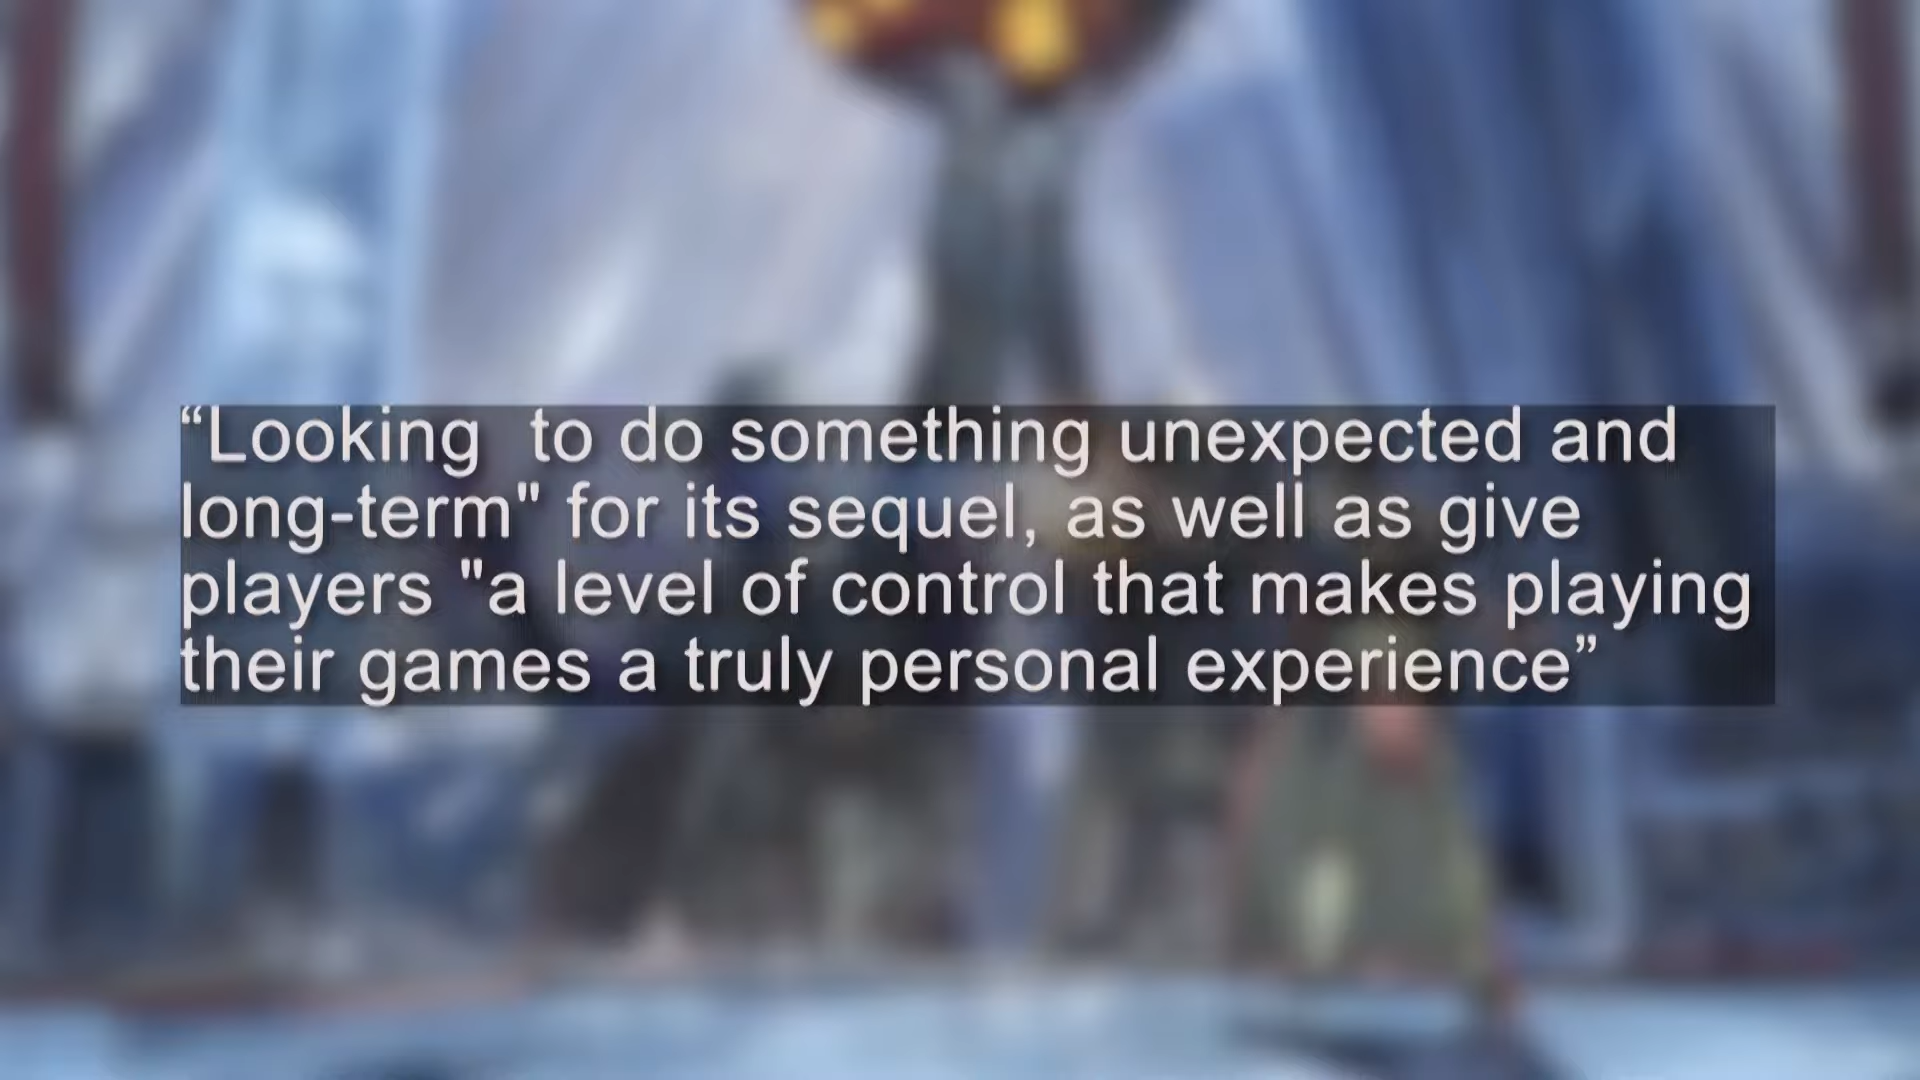 “Looking  to do something unexpected and
long-term" for its sequel, as well as give
players "a level of control that makes playing
their games a truly personal experience”